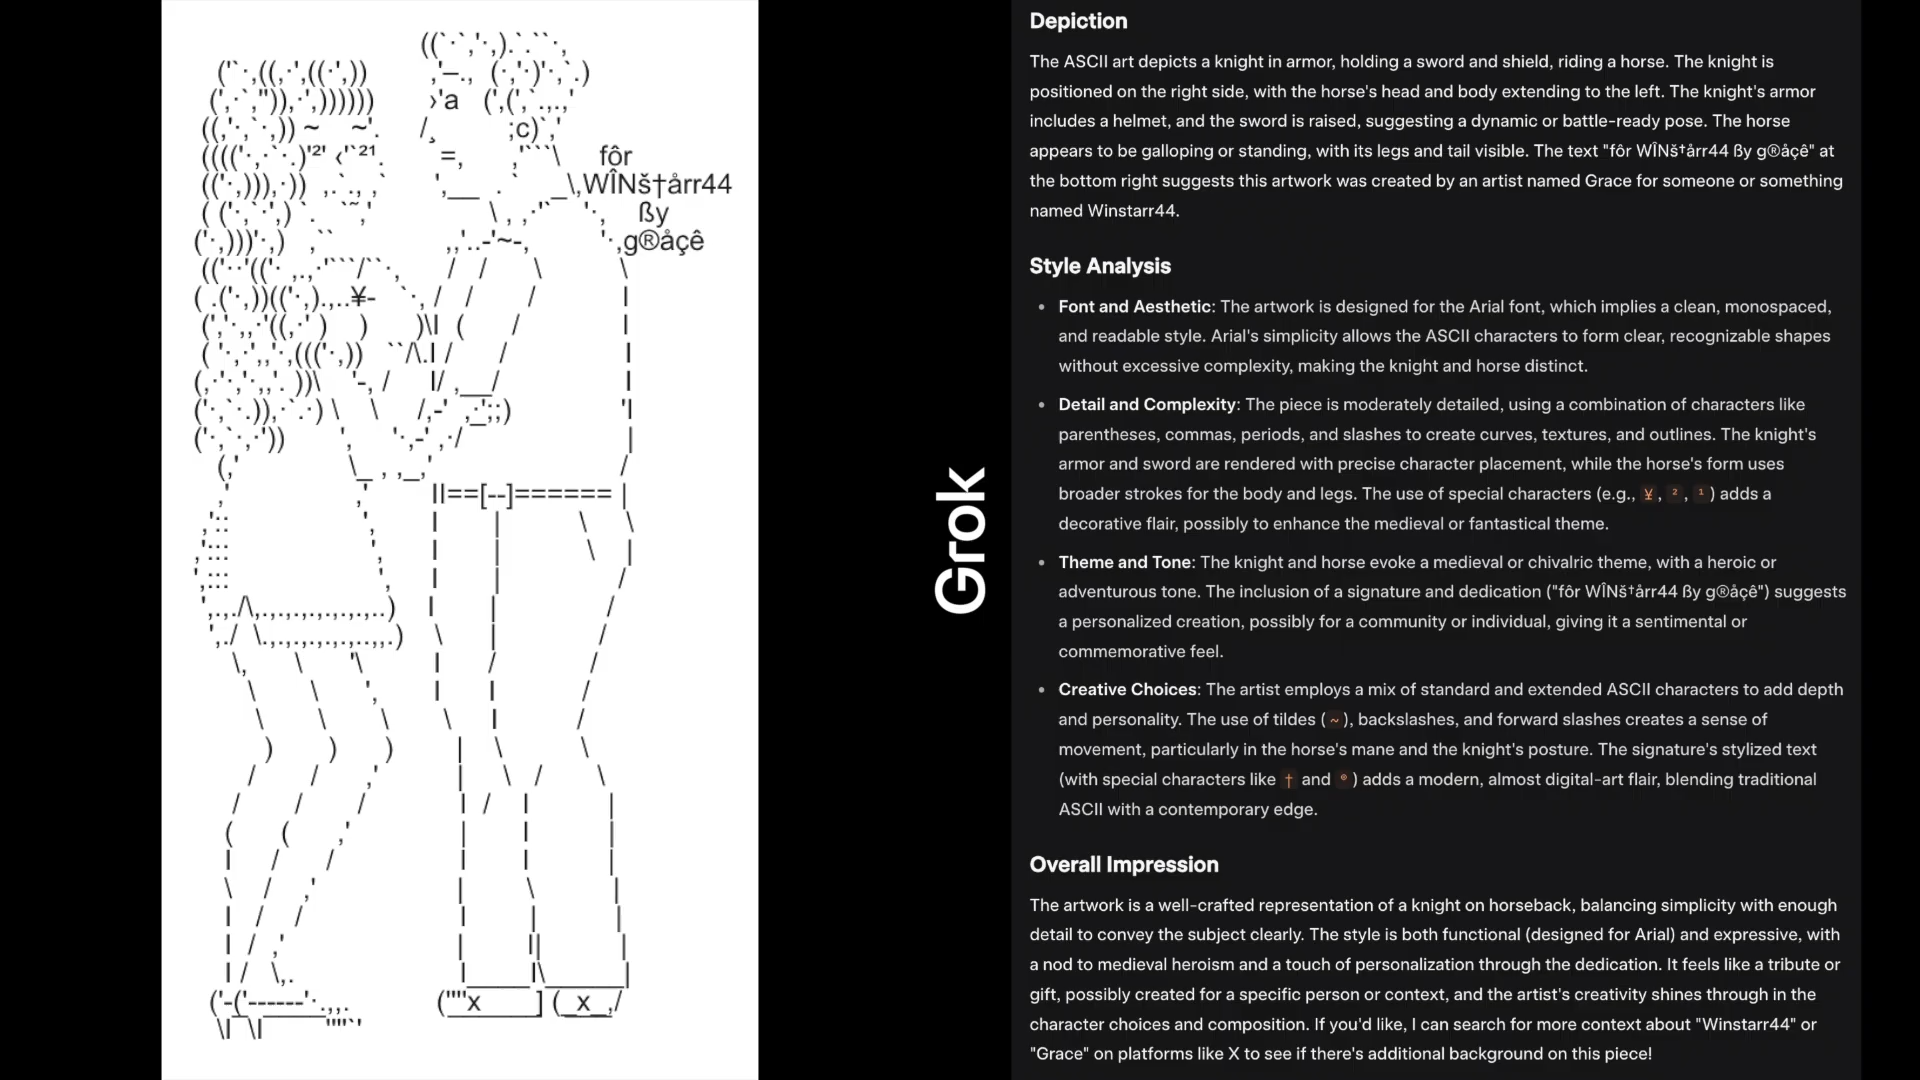 fôr
WÎNš†årr44
ßy
g®åçê
Grok
Depiction
The ASCII art depicts a knight in armor, holding a sword and shield, riding a horse. The knight is
positioned on the right side, with the horse's head and body extending to the left. The knight's armor
includes a helmet, and the sword is raised, suggesting a dynamic or battle-ready pose. The horse
appears to be galloping or standing, with its legs and tail visible. The text "fôr WÎNš†årr44 ßy g®åçê" at
the bottom right suggests this artwork was created by an artist named Grace for someone or something
named Winstarr44.
Style Analysis
• Font and Aesthetic: The artwork is designed for the Arial font, which implies a clean, monospaced,
and readable style. Arial's simplicity allows the ASCII characters to form clear, recognizable shapes
without excessive complexity, making the knight and horse distinct.
• Detail and Complexity: The piece is moderately detailed, using a combination of characters like
parentheses, commas, periods, and slashes to create curves, textures, and outlines. The knight's
armor and sword are rendered with precise character placement, while the horse's form uses
broader strokes for the body and legs. The use of special characters (e.g., ¥, ², ¹) adds a
decorative flair, possibly to enhance the medieval or fantastical theme.
• Theme and Tone: The knight and horse evoke a medieval or chivalric theme, with a heroic or
adventurous tone. The inclusion of a signature and dedication ("fôr WÎNš†årr44 ßy g®åçê") suggests
a personalized creation, possibly for a community or individual, giving it a sentimental or
commemorative feel.
• Creative Choices: The artist employs a mix of standard and extended ASCII characters to add depth
and personality. The use of tildes (~), backslashes, and forward slashes creates a sense of
movement, particularly in the horse's mane and the knight's posture. The signature's stylized text
(with special characters like † and ®) adds a modern, almost digital-art flair, blending traditional
ASCII with a contemporary edge.
Overall Impression
The artwork is a well-crafted representation of a knight on horseback, balancing simplicity with enough
detail to convey the subject clearly. The style is both functional (designed for Arial) and expressive, with
a nod to medieval heroism and a touch of personalization through the dedication. It feels like a tribute or
gift, possibly created for a specific person or context, and the artist's creativity shines through in the
character choices and composition. If you'd like, I can search for more context about "Winstarr44" or
"Grace" on platforms like X to see if there's additional background on this piece!